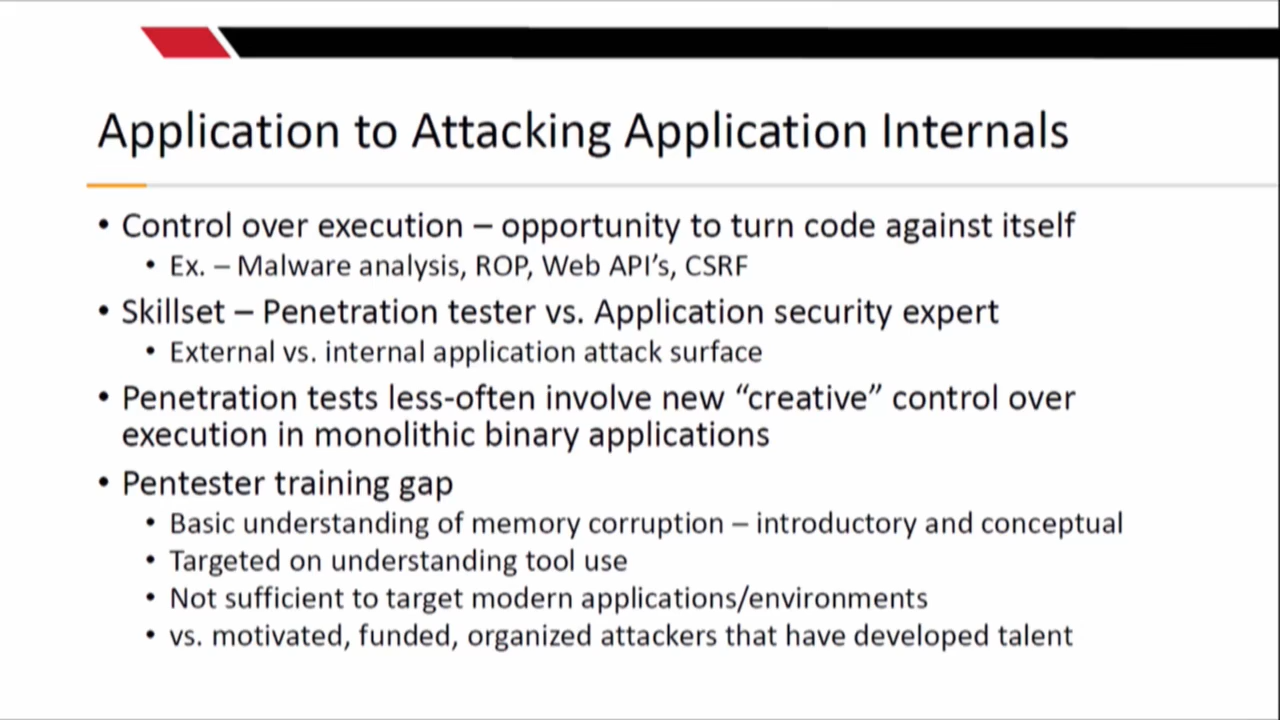 Application to Attacking Application Internals
• Control over execution – opportunity to turn code against itself
• Ex. – Malware analysis, ROP, Web API’s, CSRF
• Skillset – Penetration tester vs. Application security expert
• External vs. internal application attack surface
• Penetration tests less-often involve new “creative” control over
execution in monolithic binary applications
• Pentester training gap
• Basic understanding of memory corruption – introductory and conceptual
• Targeted on understanding tool use
• Not sufficient to target modern applications/environments
• vs. motivated, funded, organized attackers that have developed talent